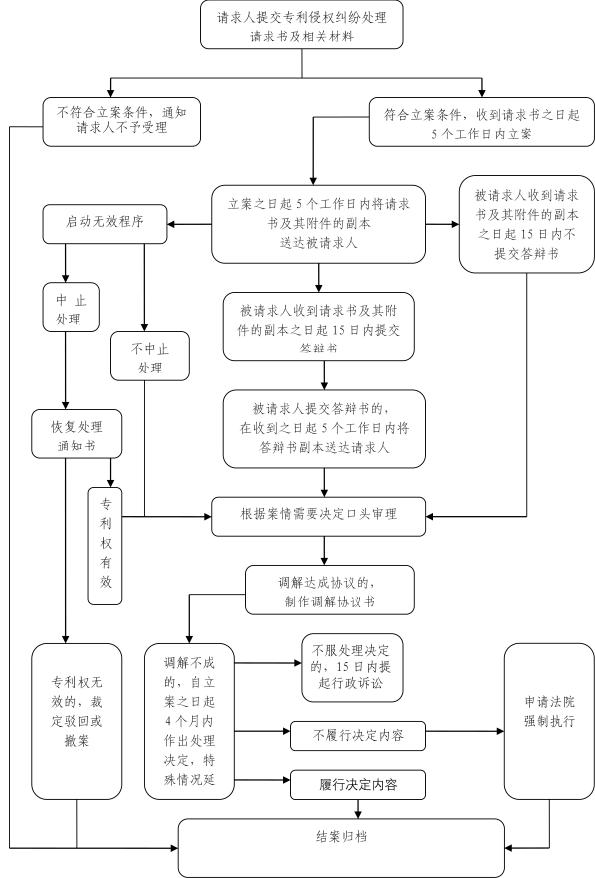 请求人提交专利侵权纠纷处理
请求书及相关材料
不符合立案条件，通知
请求人不予受理
符合立案条件，收到请求书之日起
5个工作日内立案
启动无效程序
立案之日起5个工作日内将请求
书及其附件的副本
送达被请求人
被请求人收到请求
书及其附件的副本
之日起15日内不
提交答辩书
中 止
处理
不中止
处理
被请求人收到请求书及其附
件的副本之日起15日内提交
答辩书
恢复处理
通知书
被请求人提交答辩书的，
在收到之日起5个工作日内将
答辩书副本送达请求人
专
利
权
有
效
根据案情需要决定口头审理
调解达成协议的，
制作调解协议书
专利权无
效的，裁
定驳回或
撤案
调解不成
的，自立
案之日起
4个月内
作出处理
决定，特
殊情况延
不服处理决定
的，15日内提
起行政诉讼
不履行决定内容
履行决定内容
申请法院
强制执行
结案归档